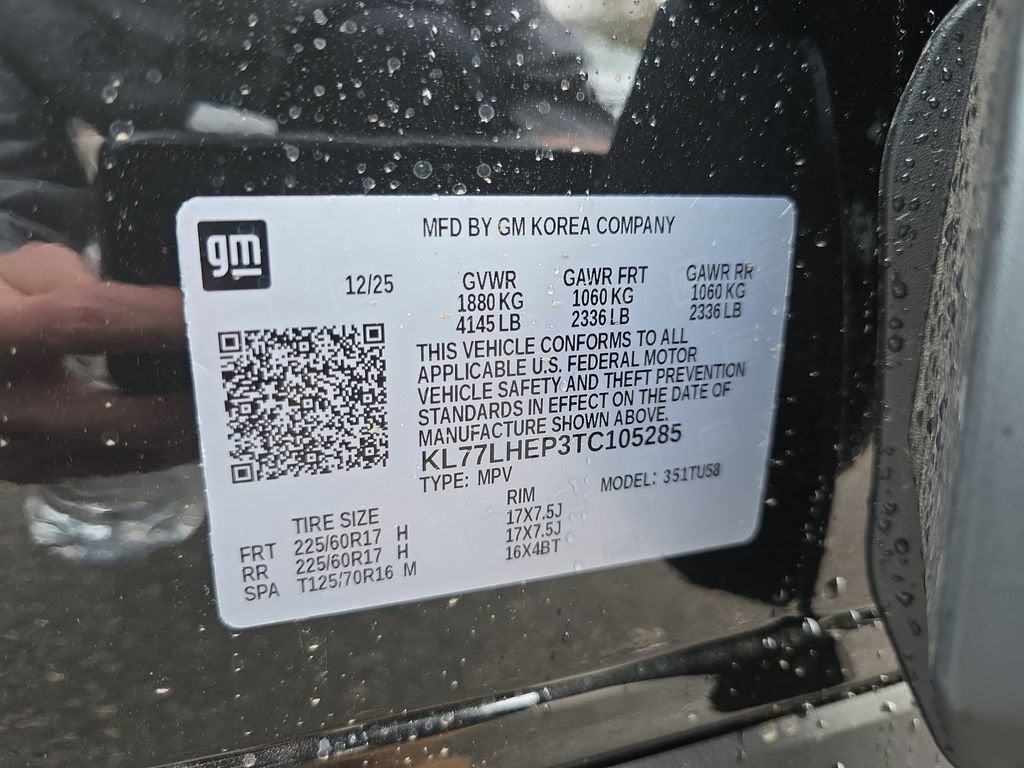 gm
MFD BY GM KOREA COMPANY
12/25 GVWR GAWR FRT GAWR RR
1880 KG 1060 KG 1060 KG
4145 LB 2336 LB 2336 LB
THIS VEHICLE CONFORMS TO ALL
APPLICABLE U.S. FEDERAL MOTOR
VEHICLE SAFETY AND THEFT PREVENTION
STANDARDS IN EFFECT ON THE DATE OF
MANUFACTURE SHOWN ABOVE.
KL77LHEP3TC105285
TYPE: MPV MODEL: 351TU58
TIRE SIZE RIM
FRT 225/60R17 H 17X7.5J
RR 225/60R17 H 17X7.5J
SPA T125/70R16 M 16X4BT